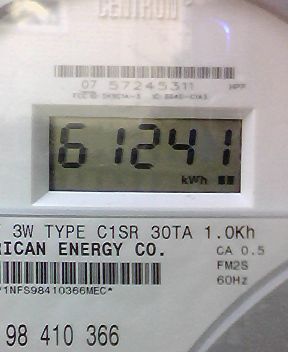 CENTRON
07 57245311 HPF
61241
kWh
3W TYPE C1SR 30TA 1.0Kh
RICAN ENERGY CO. CA 0.5
FM2S
60Hz
1NFS98410366MEC*
98 410 366